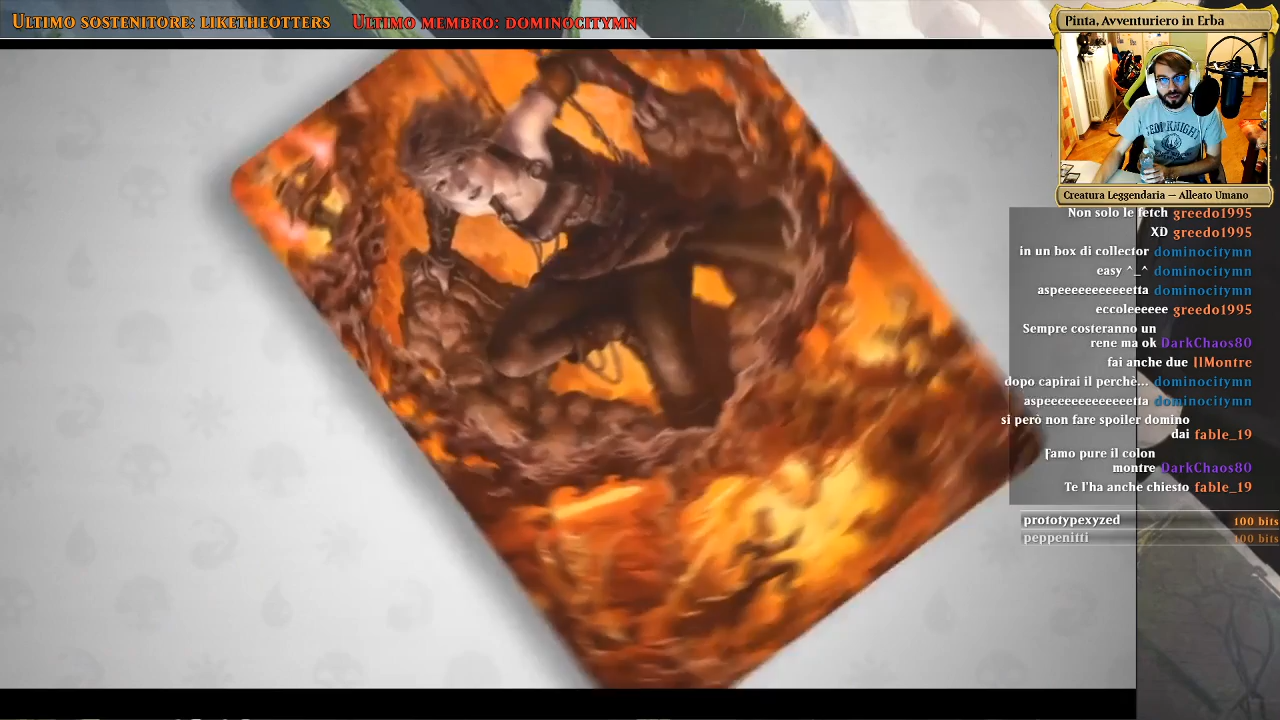 Ultimo sostenitore: liketheotters Ultimo membro: dominocitymn
Pinta, Avventuriero in Erba
JEDI KNIGHT
Creatura Leggendaria — Alleato Umano
Non solo le fetch greedo1995
XD greedo1995
in un box di collector dominocitymn
easy ^_^ dominocitymn
aspeeeeeeeeeetta dominocitymn
eccoleeeeee greedo1995
Sempre costeranno un
rene ma ok DarkChaos80
fai anche due IlMontre
dopo capirai il perchè... dominocitymn
aspeeeeeeeeeeeetta dominocitymn
si però non fare spoiler domino
dai fable_19
Famo pure il colon
montre DarkChaos80
Te l'ha anche chiesto fable_19
prototypexyzed 100 bits
peppenitti 100 bits